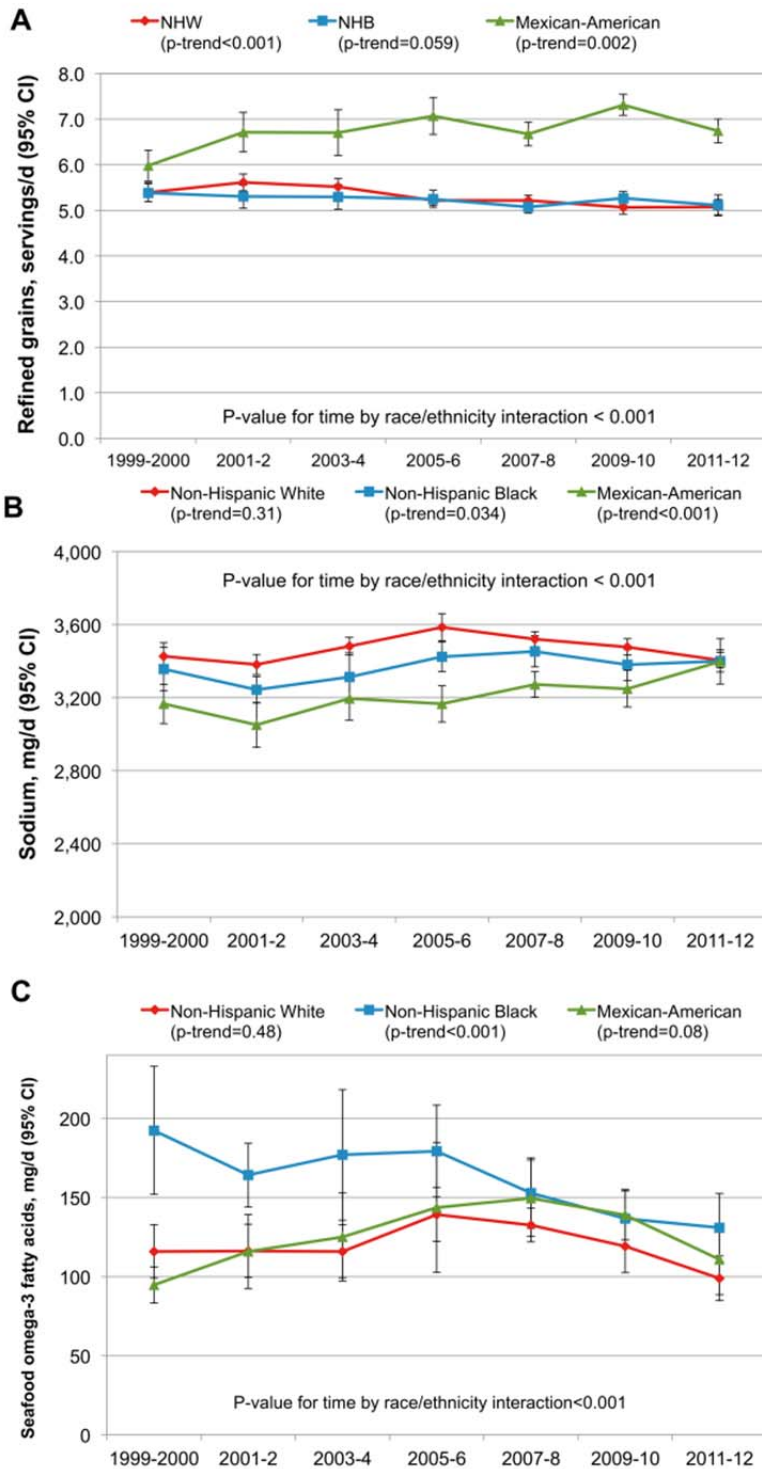 A
NHW NHB Mexican-American
(p-trend<0.001) (p-trend=0.059) (p-trend=0.002)
Refined grains, servings/d (95% CI)
8.0
7.0
6.0
5.0
4.0
3.0
2.0
1.0
0.0
P-value for time by race/ethnicity interaction < 0.001
1999-2000 2001-2 2003-4 2005-6 2007-8 2009-10 2011-12
B
Non-Hispanic White Non-Hispanic Black Mexican-American
(p-trend=0.31) (p-trend=0.034) (p-trend<0.001)
Sodium, mg/d (95% CI)
4,000
P-value for time by race/ethnicity interaction < 0.001
3,600
3,200
2,800
2,400
2,000
1999-2000 2001-2 2003-4 2005-6 2007-8 2009-10 2011-12
C
Non-Hispanic White Non-Hispanic Black Mexican-American
(p-trend=0.48) (p-trend<0.001) (p-trend=0.08)
Seafood omega-3 fatty acids, mg/d (95% CI)
200
150
100
50
0
P-value for time by race/ethnicity interaction<0.001
1999-2000 2001-2 2003-4 2005-6 2007-8 2009-10 2011-12